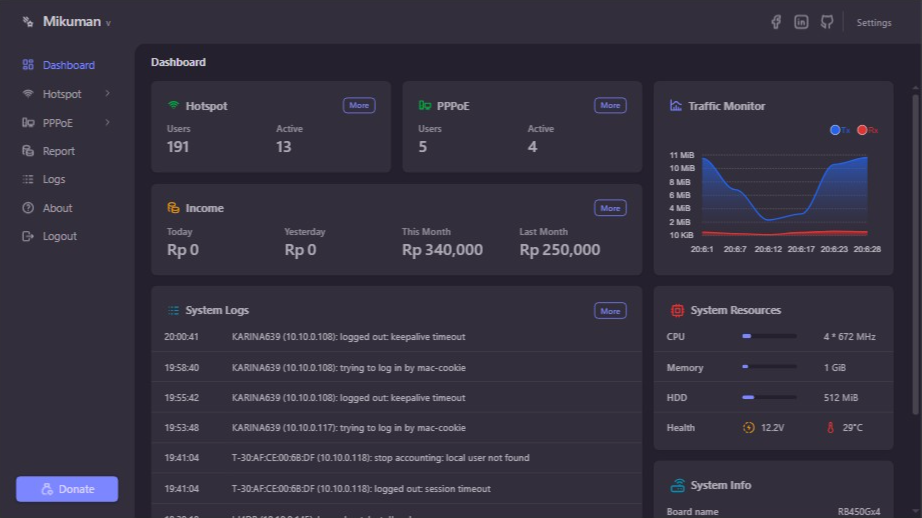 Mikuman v
Settings
Dashboard
Hotspot
PPPoE
Report
Logs
About
Logout
Donate
Dashboard
Hotspot More
Users Active
191 13
PPPoE More
Users Active
5 4
Income More
Today Yesterday This Month Last Month
Rp 0 Rp 0 Rp 340,000 Rp 250,000
Traffic Monitor
Tx Rx
11 MiB
10 MiB
8 MiB
6 MiB
4 MiB
2 MiB
10 KiB
20:6:1 20:6:7 20:6:12 20:6:17 20:6:23 20:6:28
System Logs More
20:00:41 KARINA639 (10.10.0.108): logged out: keepalive timeout
19:58:40 KARINA639 (10.10.0.108): trying to log in by mac-cookie
19:55:42 KARINA639 (10.10.0.108): logged out: keepalive timeout
19:53:48 KARINA639 (10.10.0.117): trying to log in by mac-cookie
19:41:04 T-30:AF:CE:00:6B:DF (10.10.0.118): stop accounting: local user not found
19:41:04 T-30:AF:CE:00:6B:DF (10.10.0.118): logged out: session timeout
System Resources
CPU 4 * 672 MHz
Memory 1 GiB
HDD 512 MiB
Health 12.2V 29°C
System Info
Board name RB450Gx4